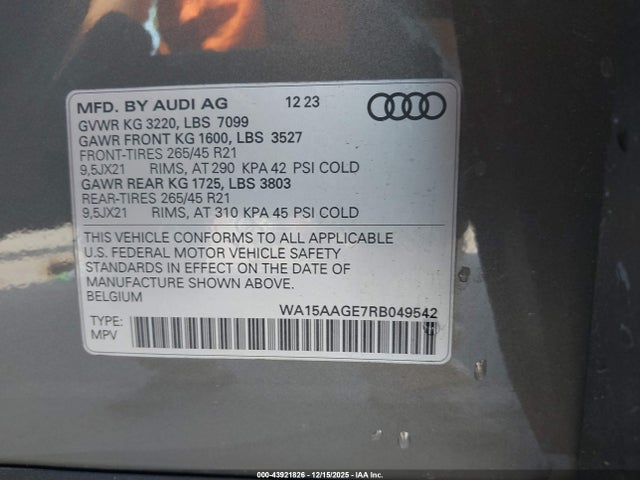 MFD. BY AUDI AG 12 23
GVWR KG 3220, LBS 7099
GAWR FRONT KG 1600, LBS 3527
FRONT-TIRES 265/45 R21
9,5JX21 RIMS, AT 290 KPA 42 PSI COLD
GAWR REAR KG 1725, LBS 3803
REAR-TIRES 265/45 R21
9,5JX21 RIMS, AT 310 KPA 45 PSI COLD
THIS VEHICLE CONFORMS TO ALL APPLICABLE
U.S. FEDERAL MOTOR VEHICLE SAFETY
STANDARDS IN EFFECT ON THE DATE OF
MANUFACTURE SHOWN ABOVE.
BELGIUM
WA15AAGE7RB049542
TYPE:
MPV
000-43921826 - 12/15/2025 - IAA Inc.